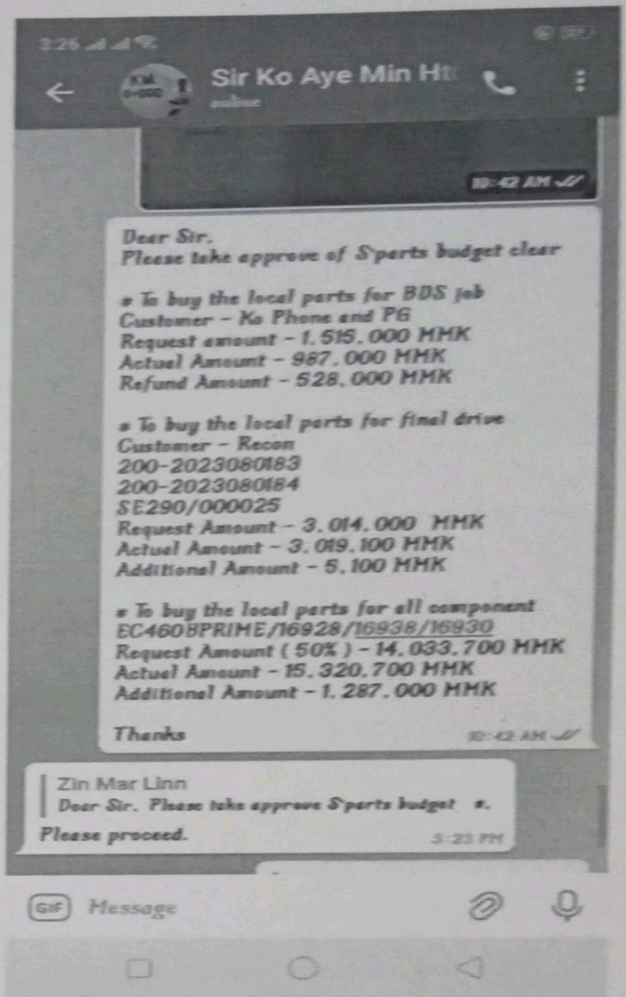 3:26
Sir Ko Aye Min Ht
online
10:42 AM
Dear Sir.
Please take approve of S'parts budget clear
* To buy the local parts for BDS job
Customer - Ko Phone and PG
Request amount - 1.515.000 MMK
Actual Amount - 987.000 MMK
Refund Amount - 528.000 MMK
* To buy the local parts for final drive
Customer - Recon
200-2023080183
200-2023080184
SE290/000025
Request Amount - 3.014.000 MMK
Actual Amount - 3.019.100 MMK
Additional Amount - 5.100 MMK
* To buy the local parts for all component
EC460BPRIME/16928/16938/16930
Request Amount ( 50% ) - 14.033.700 MMK
Actual Amount - 15.320.700 MMK
Additional Amount - 1.287.000 MMK
Thanks
10:42 AM
Zin Mar Linn
Dear Sir. Please take approve S'parts budget *.
Please proceed.
3:23 PM
GIF Message